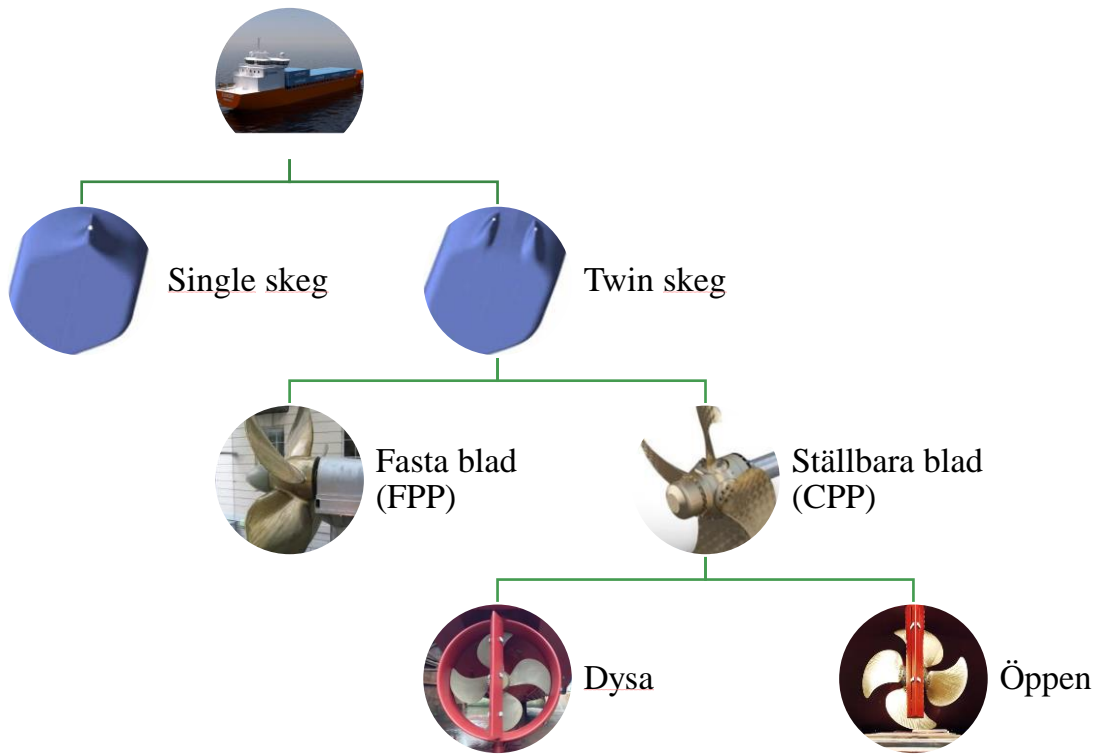 Single skeg
Twin skeg
Fasta blad
(FPP)
Ställbara blad
(CPP)
Dysa
Öppen